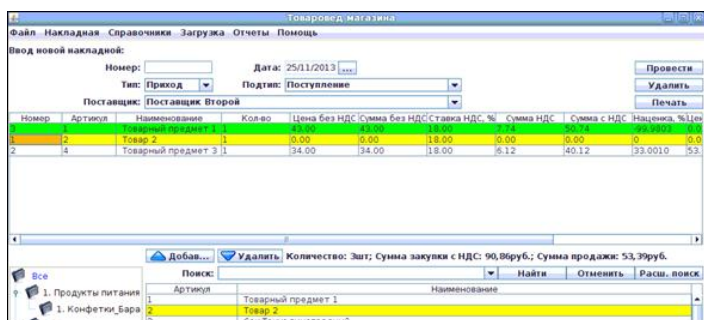 Товаровед магазина
Файл Накладная Справочники Загрузка Отчеты Помощь
Ввод новой накладной:
Номер: Дата: 25/11/2013 ... Провести
Тип: Приход Подтип: Поступление Удалить
Поставщик: Поставщик Второй Печать
Номер Артикул Наименование Кол-во Цена без НДС Сумма без НДС Ставка НДС, % Сумма НДС Сумма с НДС Наценка, % Цен
3 1 Товарный предмет 1 1 43.00 43.00 18.00 7.74 50.74 -99.9803 0.0
1 2 Товар 2 1 0.00 0.00 18.00 0.00 0.00 0 0.0
2 4 Товарный предмет 3 1 34.00 34.00 18.00 6.12 40.12 33.0010 53.
Добав... Удалить Количество: 3шт; Сумма закупки с НДС: 90,86руб.; Сумма продажи: 53,39руб.
Все Поиск: Найти Отменить Расш. поиск
1. Продукты питания Артикул Наименование
1 Товарный предмет 1
1. Конфетки_Бара 2 Товар 2